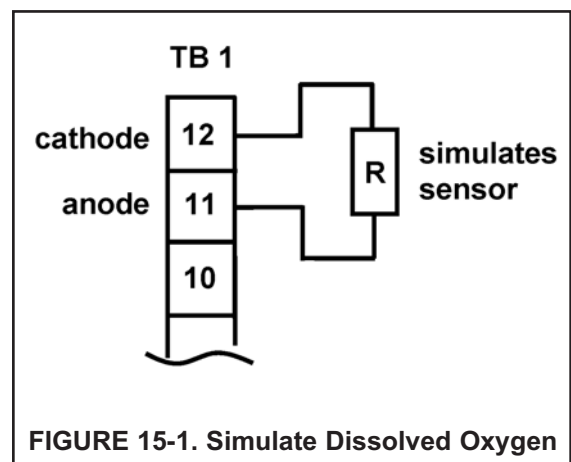 TB 1
cathode 12
anode 11
10
R
simulates
sensor
FIGURE 15-1. Simulate Dissolved Oxygen